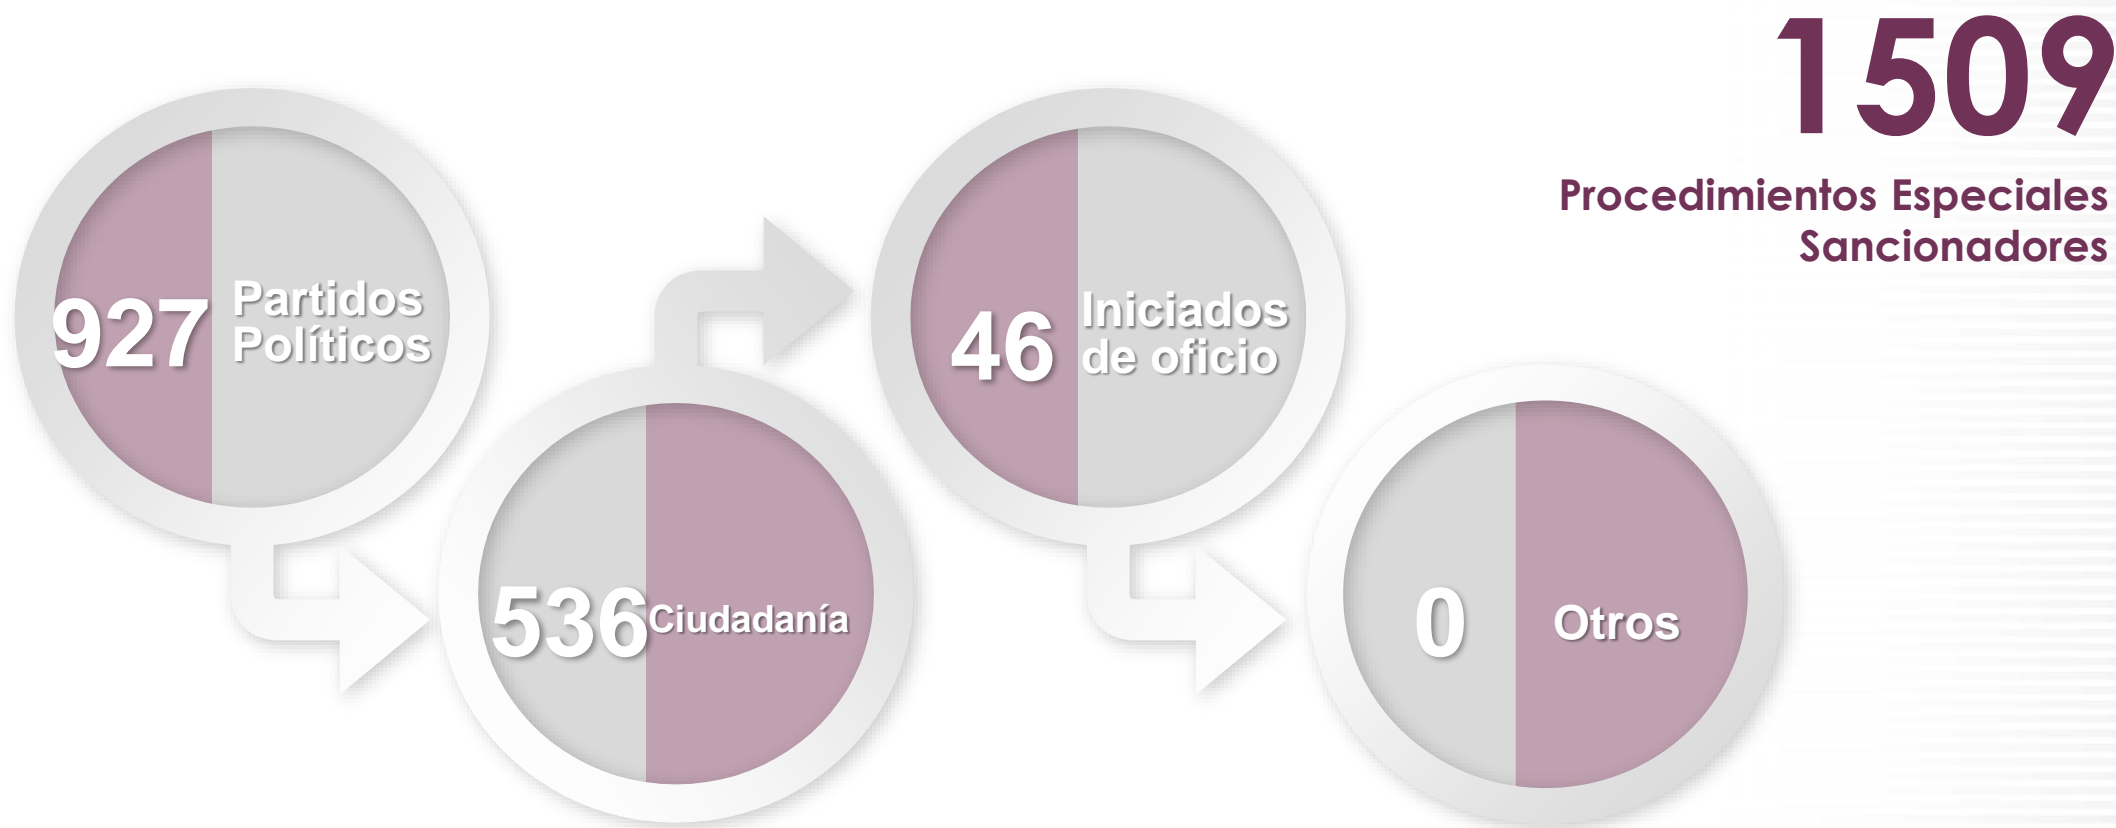 1509
Procedimientos Especiales
Sancionadores
927
Partidos
Políticos
536
Ciudadanía
46
Iniciados
de oficio
0
Otros